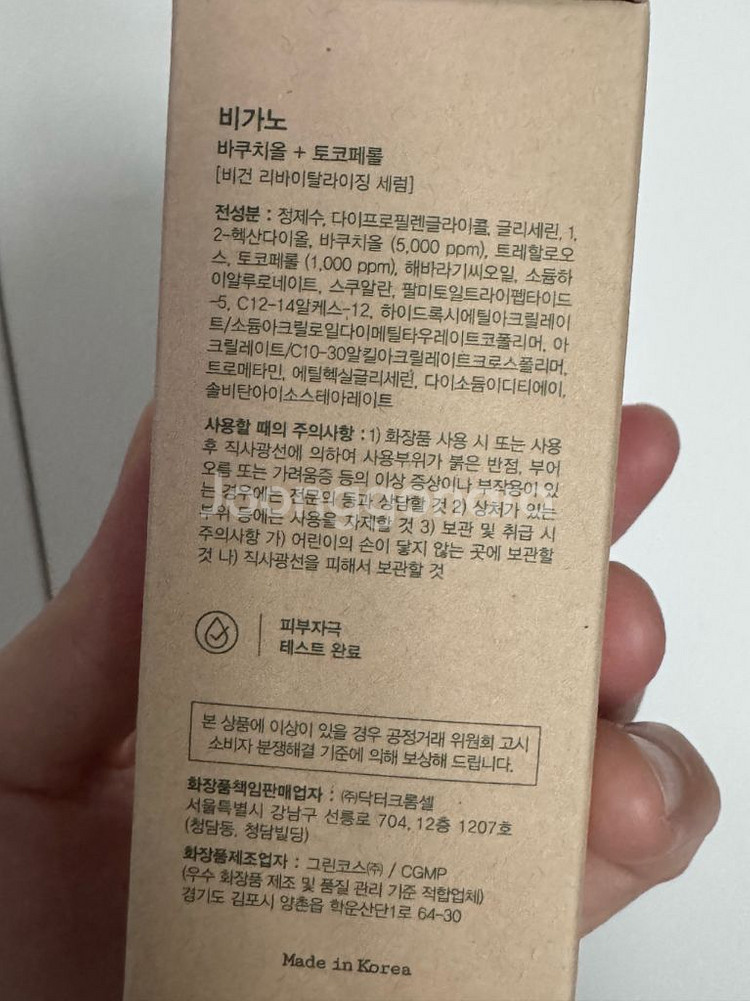 비가노
바쿠치올 + 토코페롤
[비건 리바이탈라이징 세럼]
전성분 : 정제수, 다이프로필렌글라이콜, 글리세린, 1,
2-헥산다이올, 바쿠치올 (5,000 ppm), 트레할로오
스, 토코페롤 (1,000 ppm), 해바라기씨오일, 소듐하
이알루로네이트, 스쿠알란, 팔미토일트라이펩타이드
-5, C12-14알케스-12, 하이드록시에틸아크릴레이
트/소듐아크릴로일다이메틸타우레이트코폴리머, 아
크릴레이트/C10-30알킬아크릴레이트크로스폴리머,
트로메타민, 에틸헥실글리세린, 다이소듐이디티에이,
솔비탄아이소스테아레이트
사용할 때의 주의사항 : 1) 화장품 사용 시 또는 사용
후 직사광선에 의하여 사용부위가 붉은 반점, 부어
오름 또는 가려움증 등의 이상 증상이나 부작용이 있
는 경우에는 전문의 등과 상담할 것 2) 상처가 있는
부위 등에는 사용을 자제할 것 3) 보관 및 취급 시
주의사항 가) 어린이의 손이 닿지 않는 곳에 보관할
것 나) 직사광선을 피해서 보관할 것
피부자극
테스트 완료
본 상품에 이상이 있을 경우 공정거래 위원회 고시
소비자 분쟁해결 기준에 의해 보상해 드립니다.
화장품책임판매업자 : ㈜닥터크롬셀
서울특별시 강남구 선릉로 704, 12층 1207호
(청담동, 청담빌딩)
화장품제조업자 : 그린코스㈜ / CGMP
(우수 화장품 제조 및 품질 관리 기준 적합업체)
경기도 김포시 양촌읍 학운산단1로 64-30
Made in Korea